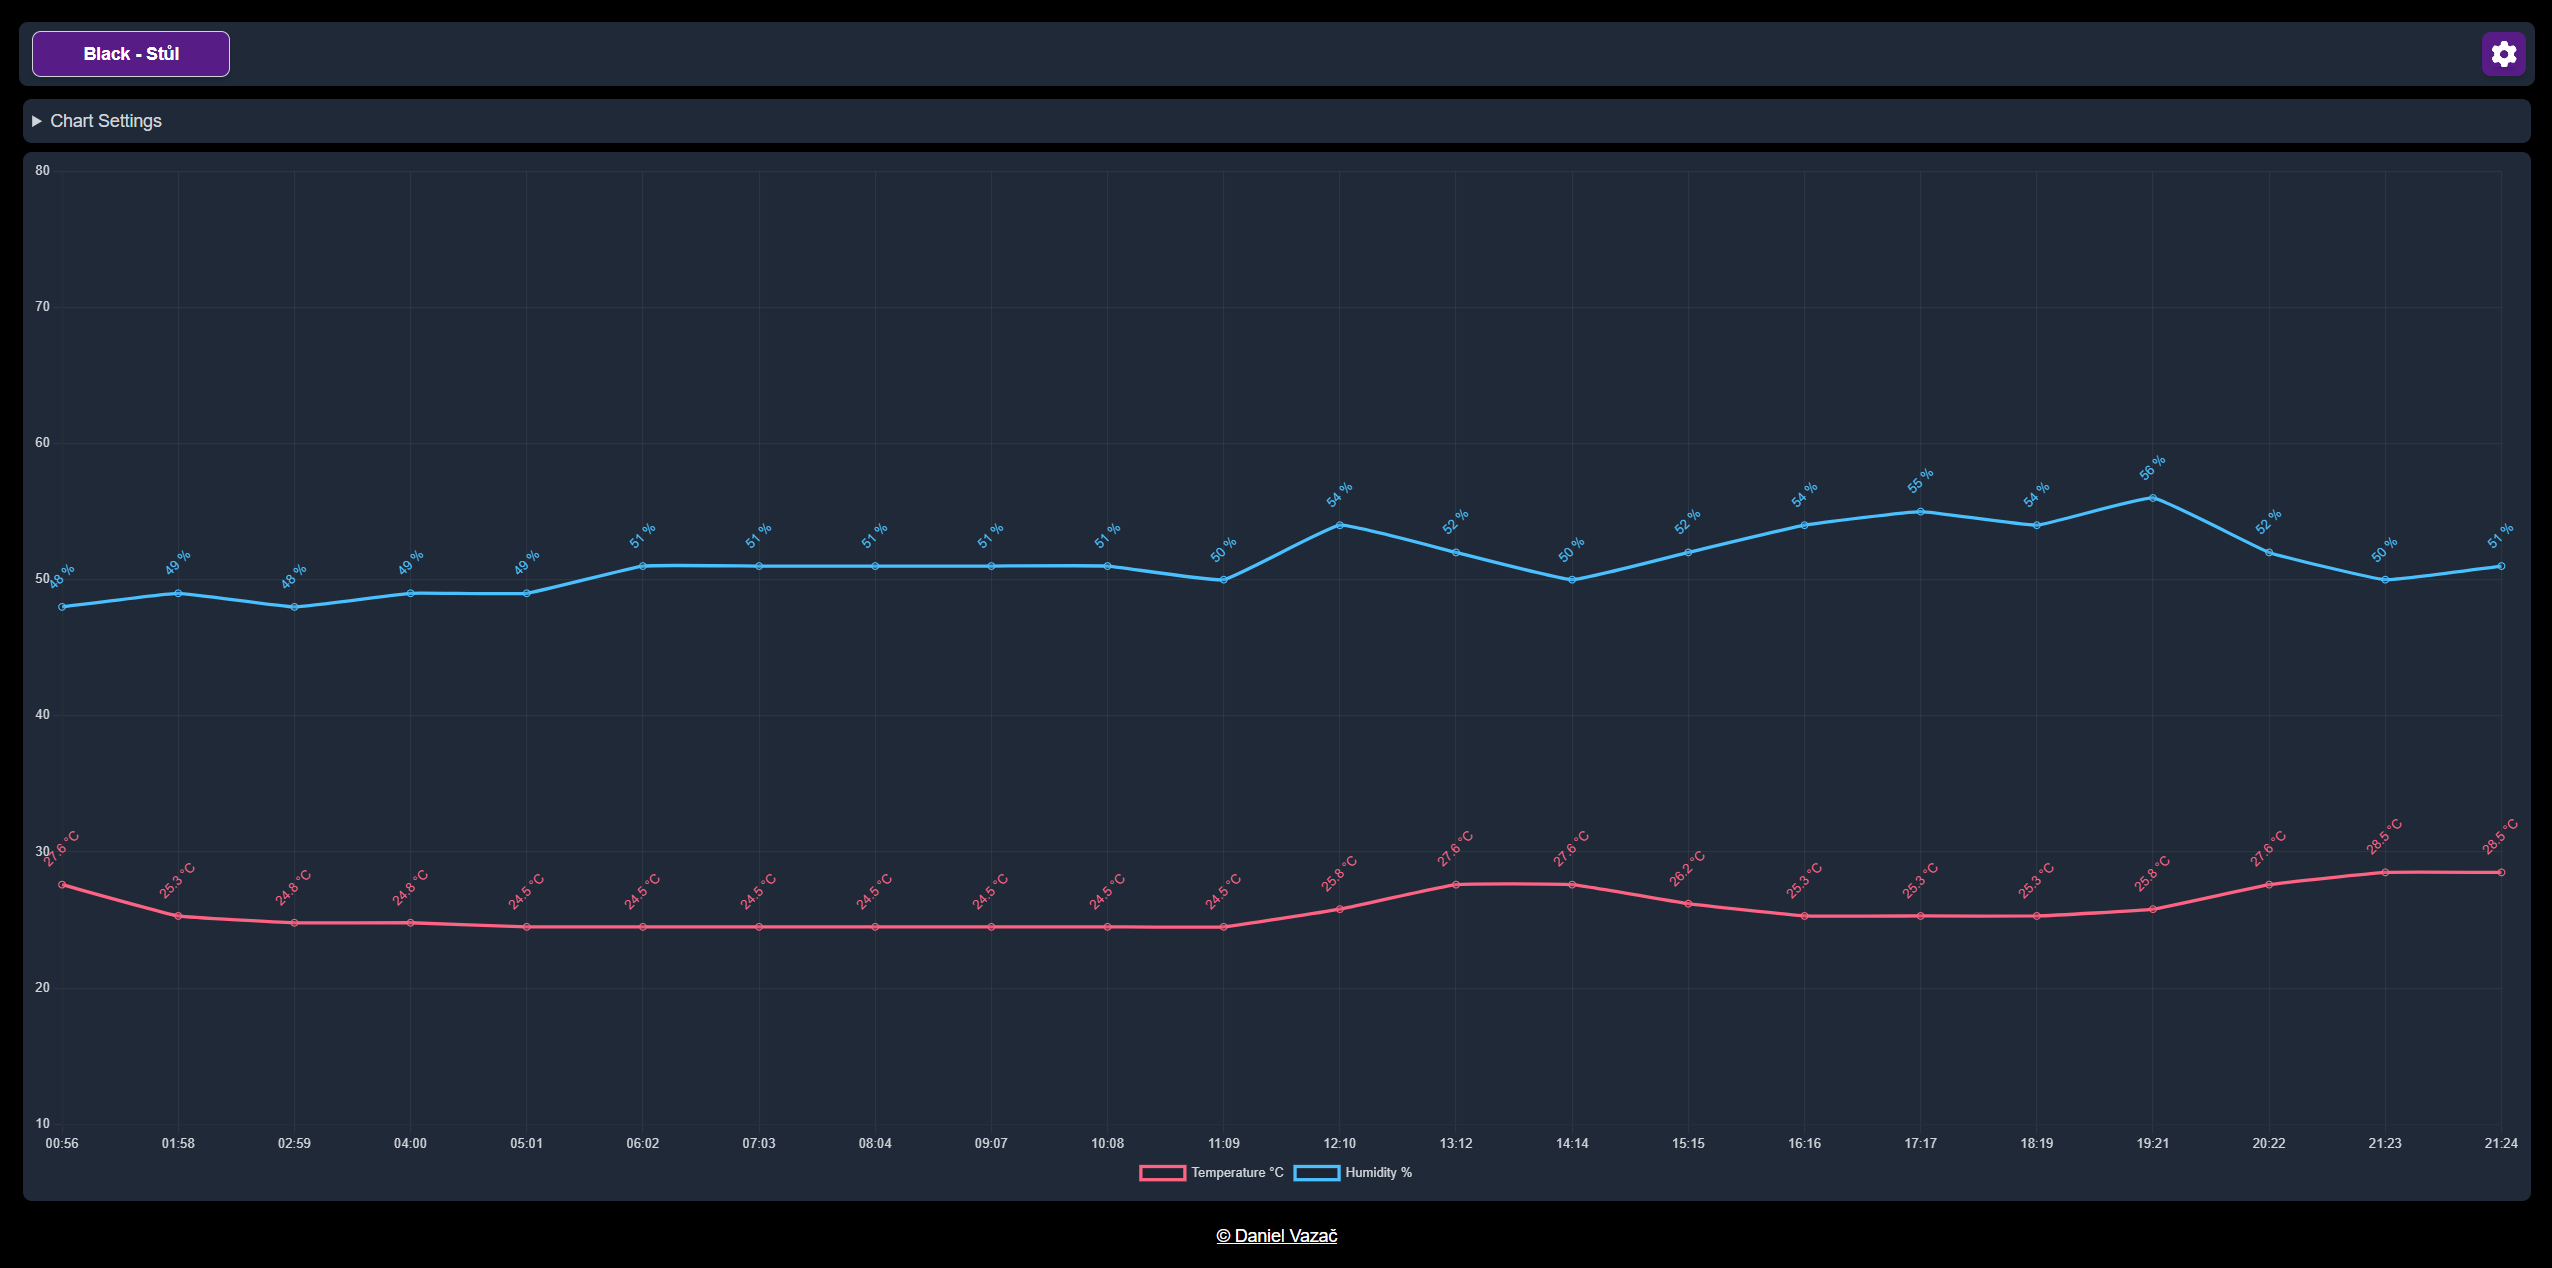 Black - Stůl
Chart Settings
80
70
60
50
40
30
20
10
48 %
49 %
48 %
49 %
49 %
51 %
51 %
51 %
51 %
51 %
50 %
54 %
52 %
50 %
52 %
54 %
55 %
54 %
56 %
52 %
50 %
51 %
27.6 °C
25.3 °C
24.8 °C
24.8 °C
24.5 °C
24.5 °C
24.5 °C
24.5 °C
24.5 °C
24.5 °C
24.5 °C
25.8 °C
27.6 °C
27.6 °C
26.2 °C
25.3 °C
25.3 °C
25.3 °C
25.8 °C
27.6 °C
28.5 °C
28.5 °C
00:56 01:58 02:59 04:00 05:01 06:02 07:03 08:04 09:07 10:08 11:09 12:10 13:12 14:14 15:15 16:16 17:17 18:19 19:21 20:22 21:23 21:24
Temperature °C Humidity %
© Daniel Vazač